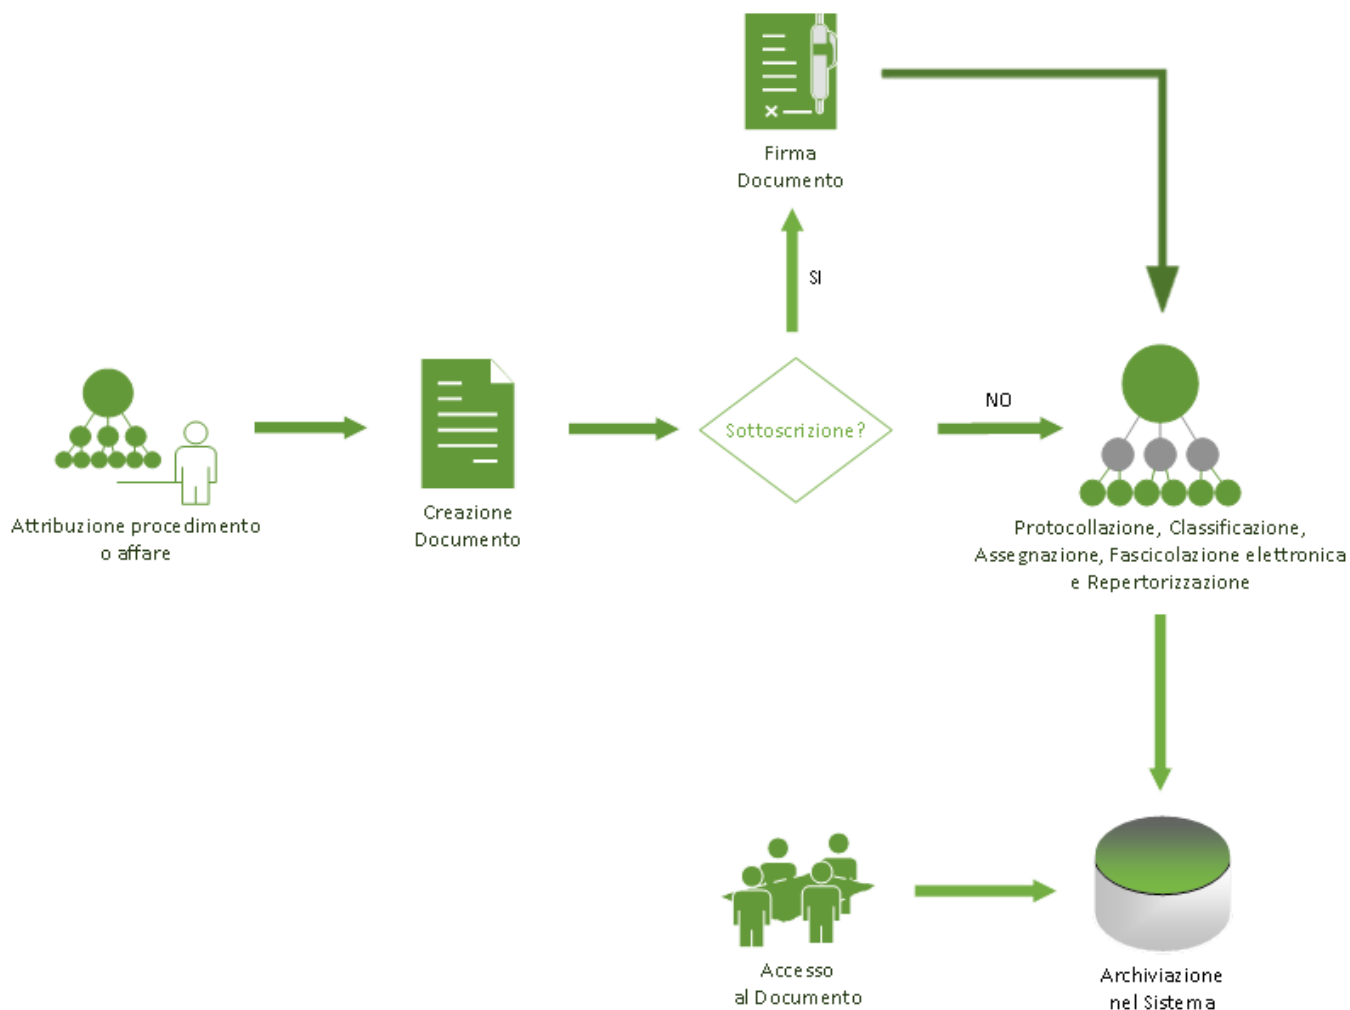 Firma
Documento
SI
Attribuzione procedimento
o affare
Creazione
Documento
Sottoscrizione?
NO
Protocollazione, Classificazione,
Assegnazione, Fascicolazione elettronica
e Repertorizzazione
Accesso
al Documento
Archiviazione
nel Sistema